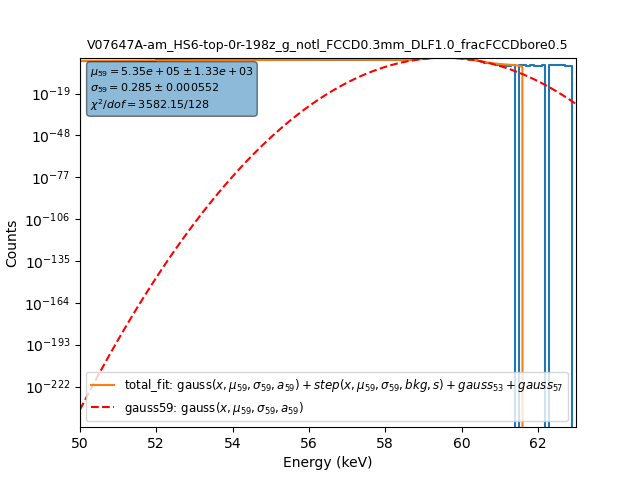 V07647A-am_HS6-top-0r-198z_g_notl_FCCD0.3mm_DLF1.0_fracFCCDbore0.5
μ₅₉ = 5.35e + 05 ± 1.33e + 03
σ₅₉ = 0.285 ± 0.000552
χ²/dof = 3582.15/128
Counts
10⁻¹⁹
10⁻⁴⁸
10⁻⁷⁷
10⁻¹⁰⁶
10⁻¹³⁵
10⁻¹⁶⁴
10⁻¹⁹³
10⁻²²²
total_fit: gauss(x, μ₅₉, σ₅₉, a₅₉) + step(x, μ₅₉, σ₅₉, bkg, s) + gauss₅₃ + gauss₅₇
gauss59: gauss(x, μ₅₉, σ₅₉, a₅₉)
50 52 54 56 58 60 62
Energy (keV)